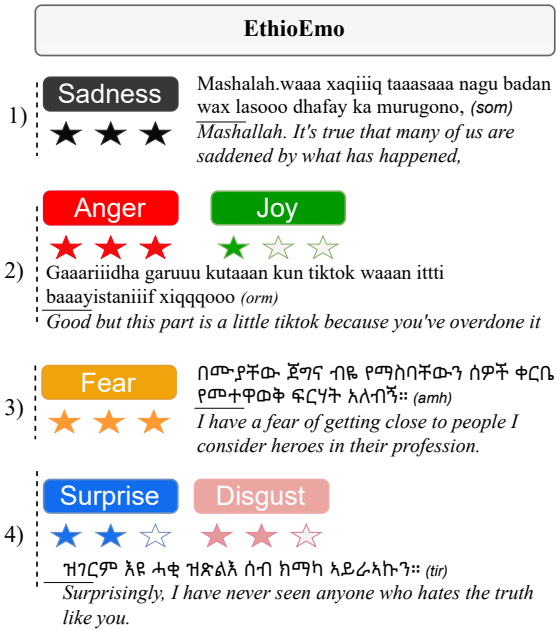 EthioEmo
1)
Sadness
Mashalah.waaa xaqiiiq taaasaaa nagu badan
wax lasooo dhafay ka murugono, (som)
Mashallah. It's true that many of us are
saddened by what has happened,
2)
Anger
Joy
Gaaariiidha garuuu kutaaan kun tiktok waaan ittti
baaayistaniiif xiqqqooo (orm)
Good but this part is a little tiktok because you've overdone it
3)
Fear
በሙያቸው ጀግና ብዬ የማስባቸውን ሰዎች ቀርቤ
የመተዋወቅ ፍርሃት አለብኝ። (amh)
I have a fear of getting close to people I
consider heroes in their profession.
4)
Surprise
Disgust
ዝገርም እዩ ሓቂ ዝጽልእ ሰብ ክማካ ኣይራኣኩን። (tir)
Surprisingly, I have never seen anyone who hates the truth
like you.